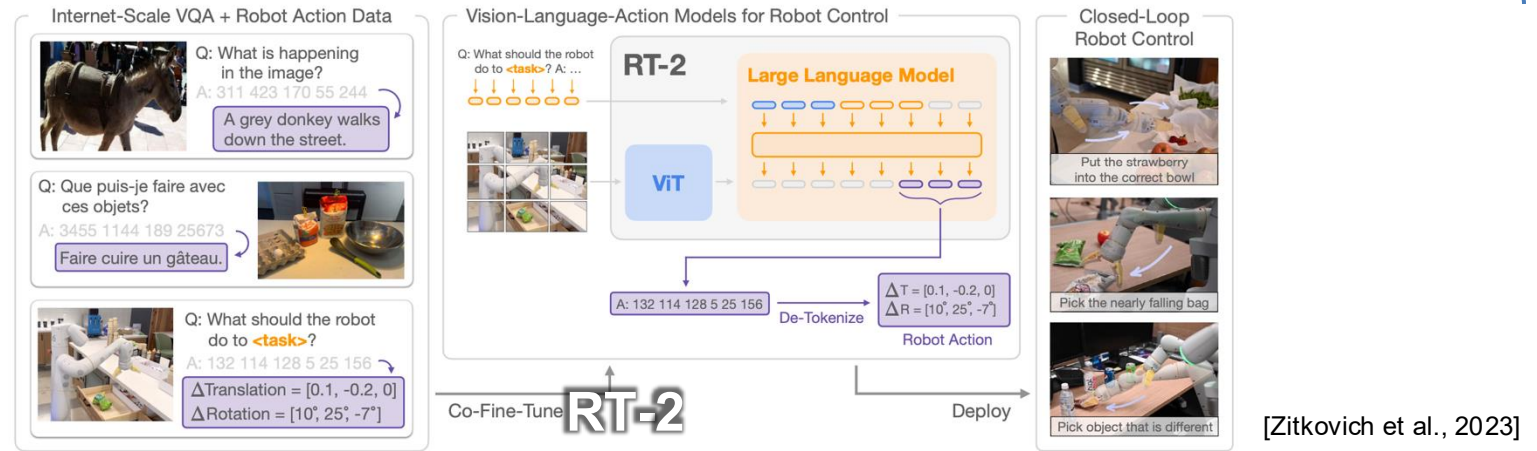 Internet-Scale VQA + Robot Action Data
Q: What is happening
in the image?
A: 311 423 170 55 244
A grey donkey walks
down the street.
Q: Que puis-je faire avec
ces objets?
A: 3455 1144 189 25673
Faire cuire un gâteau.
Q: What should the robot
do to <task>?
A: 132 114 128 5 25 156
ΔTranslation = [0.1, -0.2, 0]
ΔRotation = [10°, 25°, -7°]
Co-Fine-Tune
RT-2
Vision-Language-Action Models for Robot Control
Q: What should the robot
do to <task>? A: ...
RT-2
Large Language Model
ViT
A: 132 114 128 5 25 156
De-Tokenize
ΔT = [0.1, -0.2, 0]
ΔR = [10°, 25°, -7°]
Robot Action
Deploy
Closed-Loop
Robot Control
Put the strawberry
into the correct bowl
Pick the nearly falling bag
Pick object that is different
[Zitkovich et al., 2023]